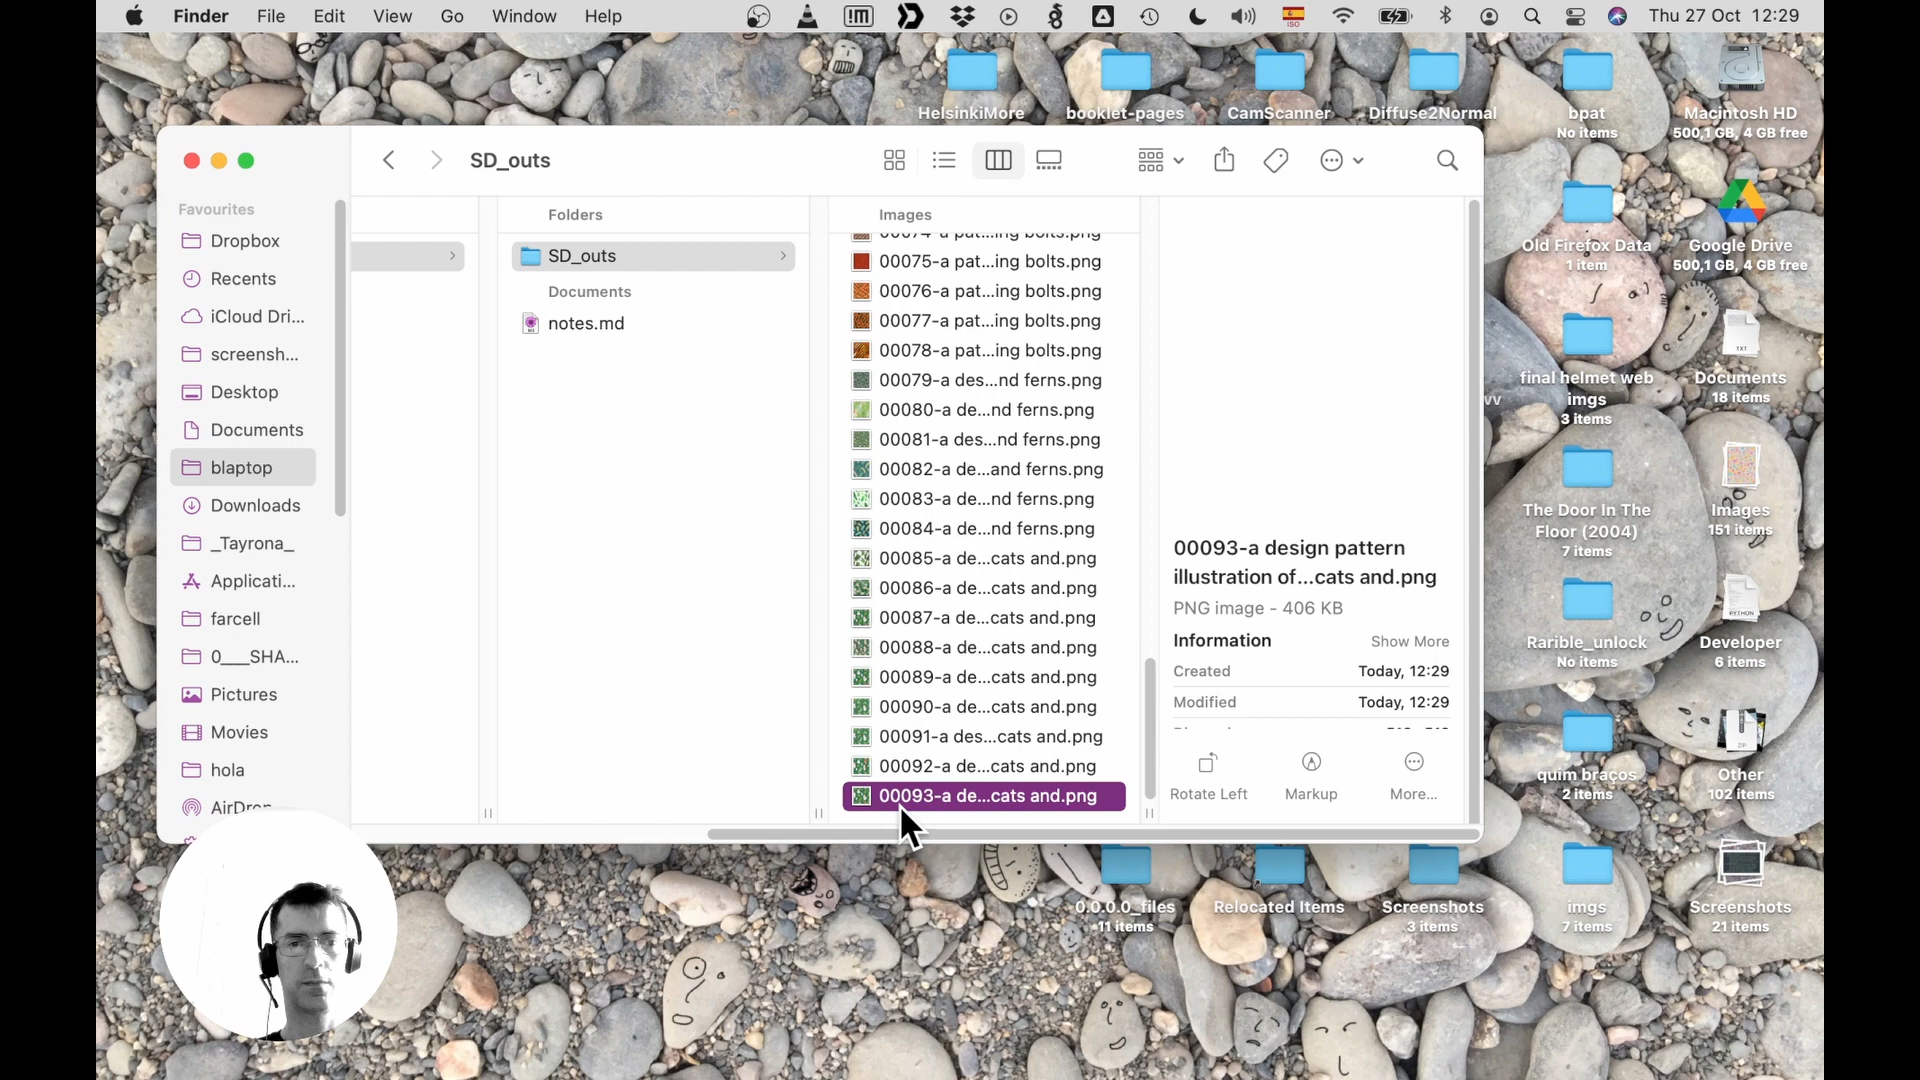 Finder File Edit View Go Window Help
!M
ISO
Thu 27 Oct 12:29
HelsinkiMore
booklet-pages
CamScanner
Diffuse2Normal
bpat
No items
Macintosh HD
500,1 GB, 4 GB free
SD_outs
Favourites
Dropbox
Recents
iCloud Dri...
screensh...
Desktop
Documents
blaptop
Downloads
_Tayrona_
Applicati...
farcell
0___SHA...
Pictures
Movies
hola
AirDrop
Folders
SD_outs
Documents
notes.md
Images
00074-a pat...ing bolts.png
00075-a pat...ing bolts.png
00076-a pat...ing bolts.png
00077-a pat...ing bolts.png
00078-a pat...ing bolts.png
00079-a des...nd ferns.png
00080-a de...nd ferns.png
00081-a des...nd ferns.png
00082-a de...and ferns.png
00083-a de...nd ferns.png
00084-a de...nd ferns.png
00085-a de...cats and.png
00086-a de...cats and.png
00087-a de...cats and.png
00088-a de...cats and.png
00089-a de...cats and.png
00090-a de...cats and.png
00091-a des...cats and.png
00092-a de...cats and.png
00093-a de...cats and.png
00093-a design pattern
illustration of...cats and.png
PNG image - 406 KB
Information Show More
Created Today, 12:29
Modified Today, 12:29
Rotate Left
Markup
More...
Old Firefox Data
1 item
Google Drive
500,1 GB, 4 GB free
final helmet web
imgs
3 items
TXT
Documents
18 items
The Door In The
Floor (2004)
7 items
Images
151 items
Rarible_unlock
No items
PYTHON
Developer
6 items
quim braços
2 items
ZIP
Other
102 items
0.0.0.0_files
11 items
Relocated Items
Screenshots
3 items
imgs
7 items
Screenshots
21 items